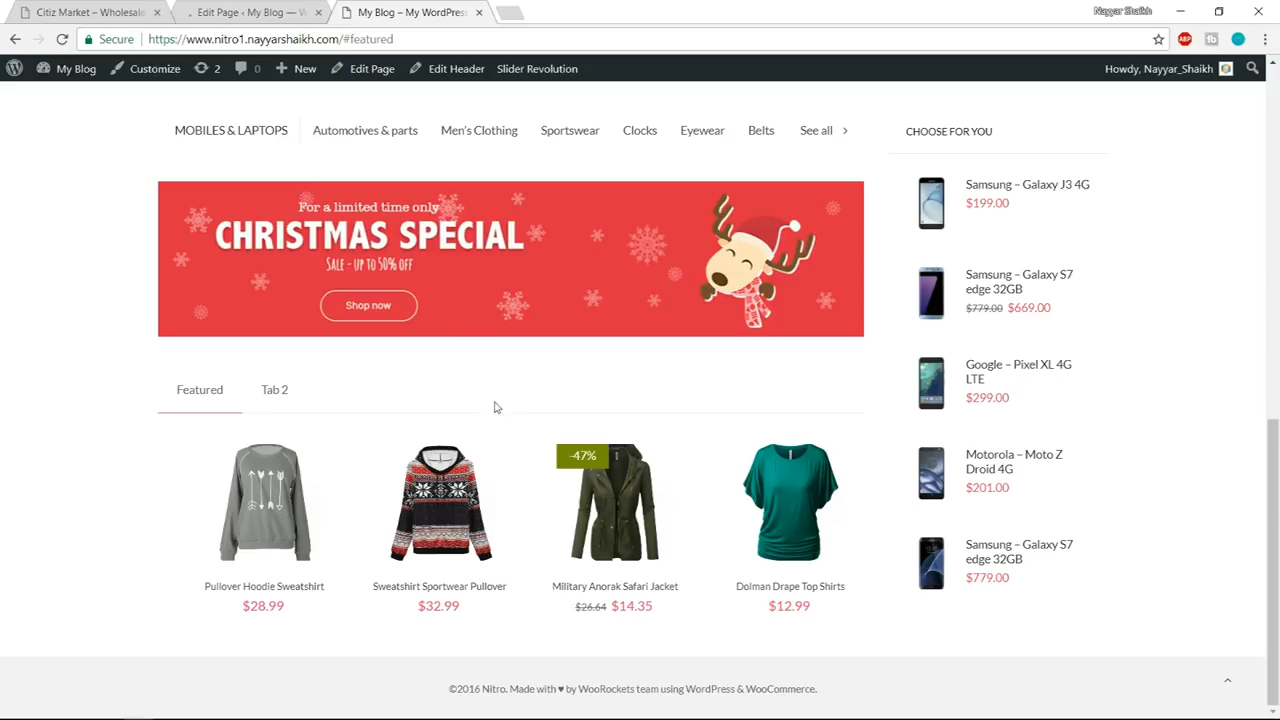 Citiz Market – Wholesale
Edit Page ‹ My Blog — W
My Blog – My WordPress
Nayyar Shaikh
Secure
https://www.nitro1.nayyarshaikh.com/#featured
ABP
tb
My Blog
Customize
2
0
New
Edit Page
Edit Header
Slider Revolution
Howdy, Nayyar_Shaikh
MOBILES & LAPTOPS
Automotives & parts
Men's Clothing
Sportswear
Clocks
Eyewear
Belts
See all
CHOOSE FOR YOU
For a limited time only
CHRISTMAS SPECIAL
SALE - UP TO 50% OFF
Shop now
Samsung – Galaxy J3 4G
$199.00
Samsung – Galaxy S7
edge 32GB
$779.00 $669.00
Google – Pixel XL 4G
LTE
$299.00
Motorola – Moto Z
Droid 4G
$201.00
Samsung – Galaxy S7
edge 32GB
$779.00
Featured
Tab 2
-47%
Pullover Hoodie Sweatshirt
$28.99
Sweatshirt Sportwear Pullover
$32.99
Military Anorak Safari Jacket
$26.64 $14.35
Dolman Drape Top Shirts
$12.99
©2016 Nitro. Made with ♥ by WooRockets team using WordPress & WooCommerce.